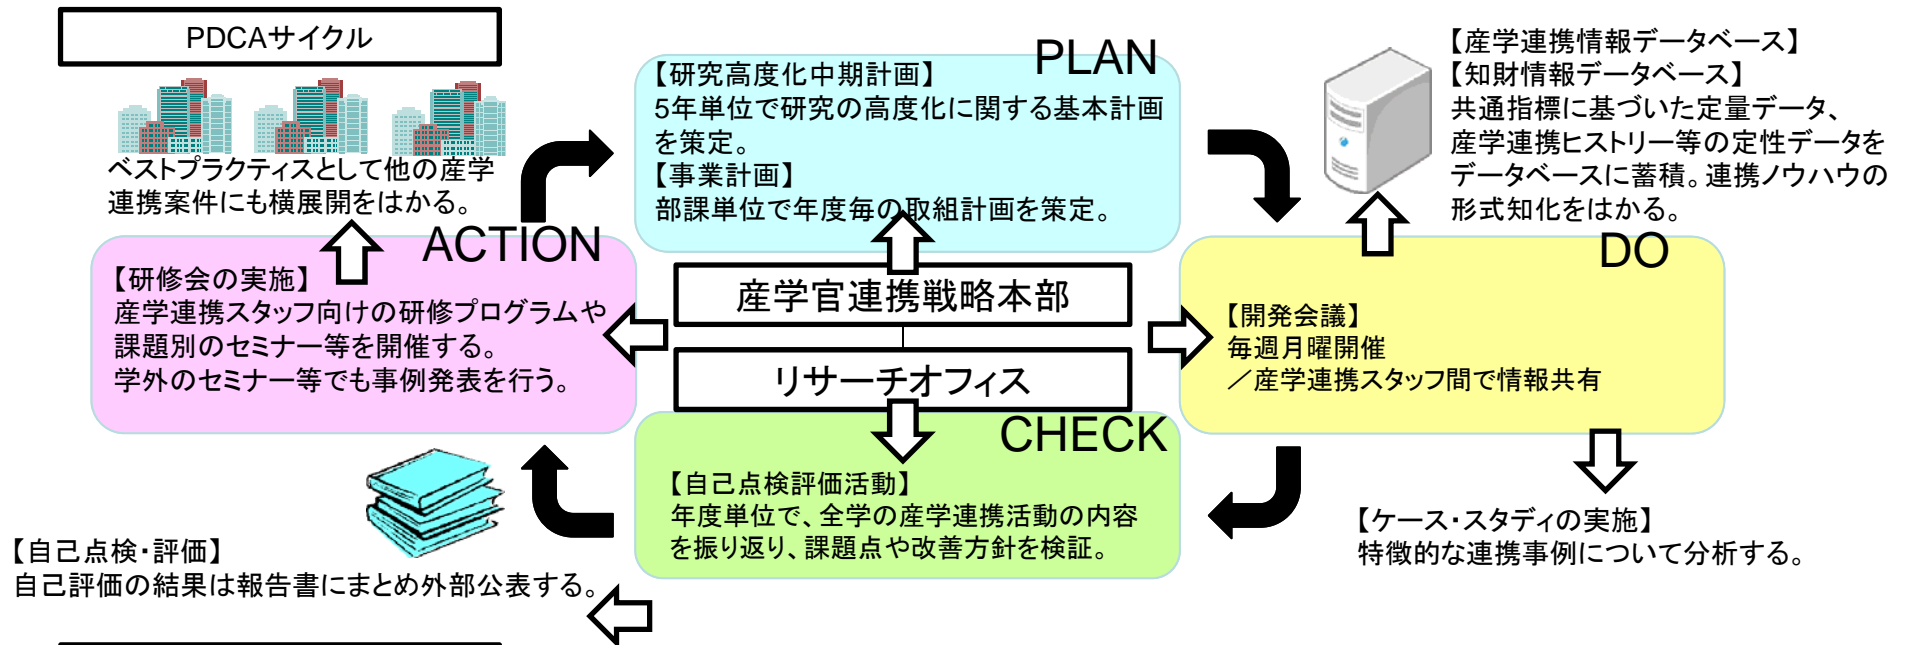 PDCAサイクル
ベストプラクティスとして他の産学
連携案件にも横展開をはかる。
PLAN
【研究高度化中期計画】
5年単位で研究の高度化に関する基本計画
を策定。
【事業計画】
部課単位で年度毎の取組計画を策定。
【産学連携情報データベース】
【知財情報データベース】
共通指標に基づいた定量データ、
産学連携ヒストリー等の定性データを
データベースに蓄積。連携ノウハウの
形式知化をはかる。
ACTION
【研修会の実施】
産学連携スタッフ向けの研修プログラムや
課題別のセミナー等を開催する。
学外のセミナー等でも事例発表を行う。
産学官連携戦略本部
リサーチオフィス
DO
【開発会議】
毎週月曜開催
／産学連携スタッフ間で情報共有
CHECK
【自己点検評価活動】
年度単位で、全学の産学連携活動の内容
を振り返り、課題点や改善方針を検証。
【ケース・スタディの実施】
特徴的な連携事例について分析する。
【自己点検・評価】
自己評価の結果は報告書にまとめ外部公表する。